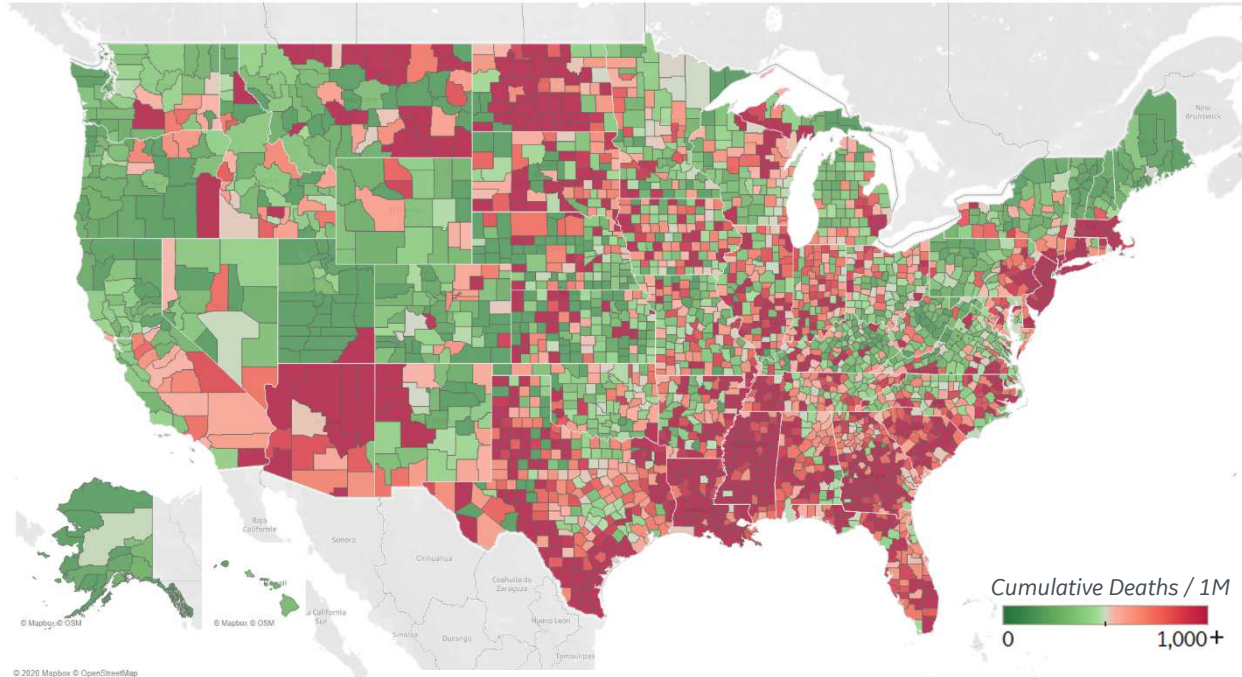 New
Brunswick
Baja
California
Sonora
Chihuahua
Coahuila de
Zaragoza
Nuevo León
Tamaulipas
Durango
Sinaloa
a California
Sur
Cumulative Deaths / 1M
0
1,000+
© Mapbox © OSM
© Mapbox © OSM
© 2020 Mapbox © OpenStreetMap